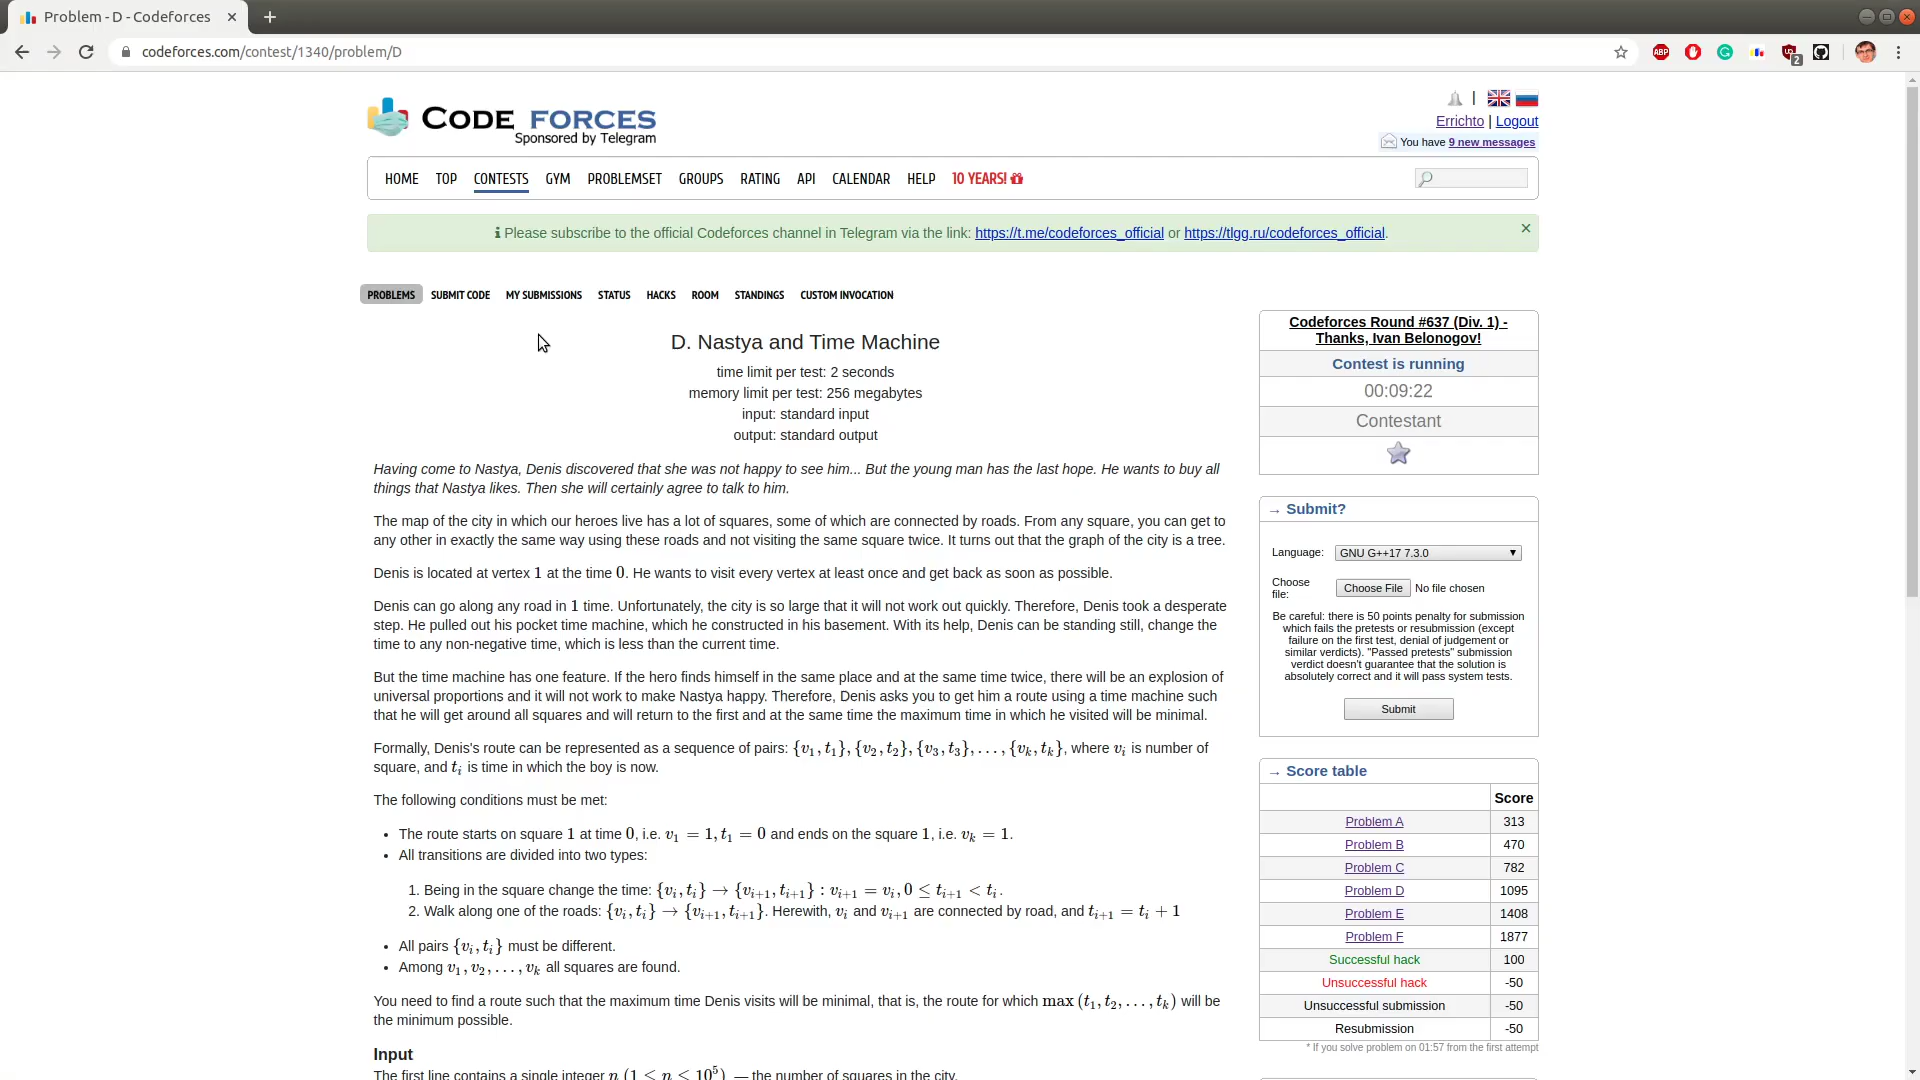 Problem - D - Codeforces
codeforces.com/contest/1340/problem/D
ABP
2
CODE FORCES
Sponsored by Telegram
Errichto | Logout
You have 9 new messages
HOME TOP CONTESTS GYM PROBLEMSET GROUPS RATING API CALENDAR HELP 10 YEARS!
Please subscribe to the official Codeforces channel in Telegram via the link: https://t.me/codeforces_official or https://tlgg.ru/codeforces_official.
PROBLEMS SUBMIT CODE MY SUBMISSIONS STATUS HACKS ROOM STANDINGS CUSTOM INVOCATION
D. Nastya and Time Machine
time limit per test: 2 seconds
memory limit per test: 256 megabytes
input: standard input
output: standard output
Having come to Nastya, Denis discovered that she was not happy to see him... But the young man has the last hope. He wants to buy all
things that Nastya likes. Then she will certainly agree to talk to him.
The map of the city in which our heroes live has a lot of squares, some of which are connected by roads. From any square, you can get to
any other in exactly the same way using these roads and not visiting the same square twice. It turns out that the graph of the city is a tree.
Denis is located at vertex 1 at the time 0. He wants to visit every vertex at least once and get back as soon as possible.
Denis can go along any road in 1 time. Unfortunately, the city is so large that it will not work out quickly. Therefore, Denis took a desperate
step. He pulled out his pocket time machine, which he constructed in his basement. With its help, Denis can be standing still, change the
time to any non-negative time, which is less than the current time.
But the time machine has one feature. If the hero finds himself in the same place and at the same time twice, there will be an explosion of
universal proportions and it will not work to make Nastya happy. Therefore, Denis asks you to get him a route using a time machine such
that he will get around all squares and will return to the first and at the same time the maximum time in which he visited will be minimal.
Formally, Denis's route can be represented as a sequence of pairs: {v₁, t₁}, {v₂, t₂}, {v₃, t₃}, . . . , {vₖ, tₖ}, where vᵢ is number of
square, and tᵢ is time in which the boy is now.
The following conditions must be met:
• The route starts on square 1 at time 0, i.e. v₁ = 1, t₁ = 0 and ends on the square 1, i.e. vₖ = 1.
• All transitions are divided into two types:
1. Being in the square change the time: {vᵢ, tᵢ} → {vᵢ₊₁, tᵢ₊₁} : vᵢ₊₁ = vᵢ, 0 ≤ tᵢ₊₁ < tᵢ.
2. Walk along one of the roads: {vᵢ, tᵢ} → {vᵢ₊₁, tᵢ₊₁}. Herewith, vᵢ and vᵢ₊₁ are connected by road, and tᵢ₊₁ = tᵢ + 1
• All pairs {vᵢ, tᵢ} must be different.
• Among v₁, v₂, . . . , vₖ all squares are found.
You need to find a route such that the maximum time Denis visits will be minimal, that is, the route for which max (t₁, t₂, . . . , tₖ) will be
the minimum possible.
Input
The first line contains a single integer n (1 ≤ n ≤ 10⁵) — the number of squares in the city.
Codeforces Round #637 (Div. 1) -
Thanks, Ivan Belonogov!
Contest is running
00:09:22
Contestant
→ Submit?
Language: GNU G++17 7.3.0
Choose
file: Choose File No file chosen
Be careful: there is 50 points penalty for submission
which fails the pretests or resubmission (except
failure on the first test, denial of judgement or
similar verdicts). "Passed pretests" submission
verdict doesn't guarantee that the solution is
absolutely correct and it will pass system tests.
Submit
→ Score table
Score
Problem A 313
Problem B 470
Problem C 782
Problem D 1095
Problem E 1408
Problem F 1877
Successful hack 100
Unsuccessful hack -50
Unsuccessful submission -50
Resubmission -50
* If you solve problem on 01:57 from the first attempt